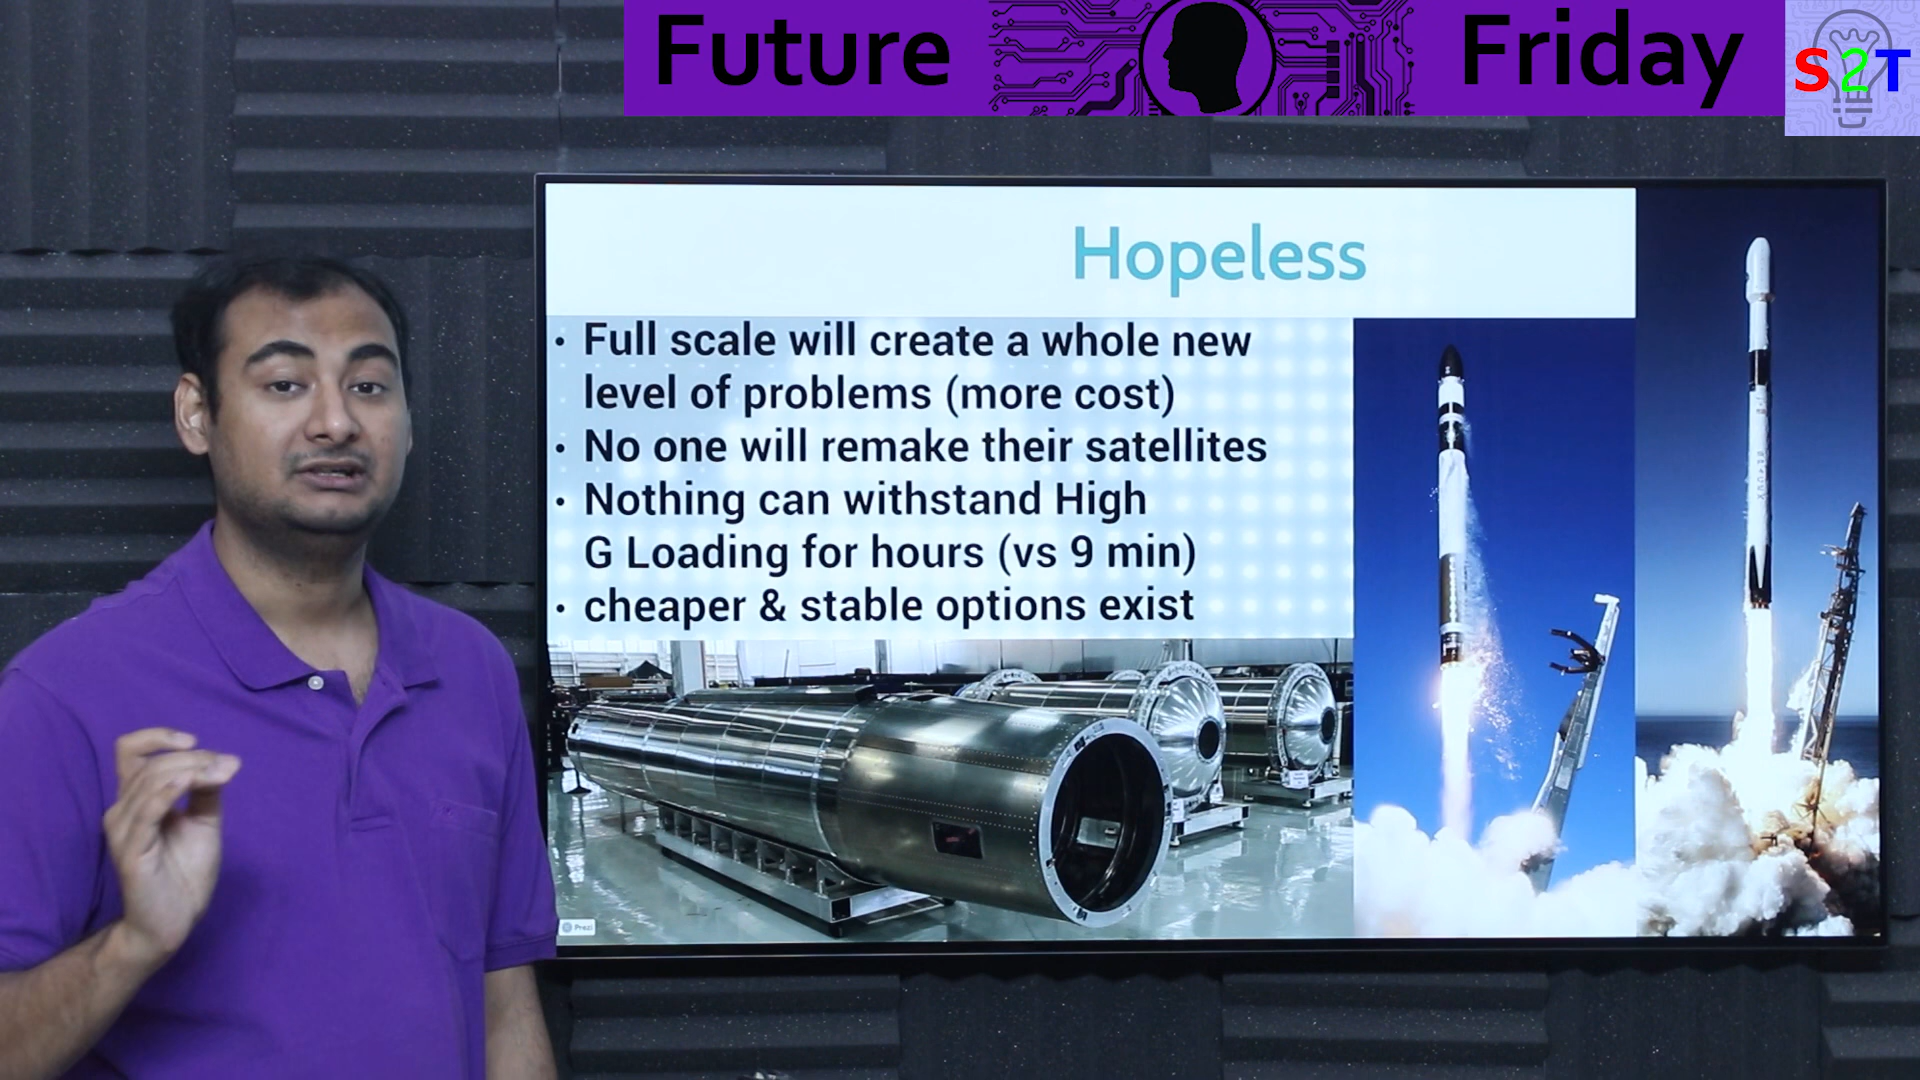 Future Friday
S2T
Hopeless
• Full scale will create a whole new
level of problems (more cost)
• No one will remake their satellites
• Nothing can withstand High
G Loading for hours (vs 9 min)
• cheaper & stable options exist
Prezi